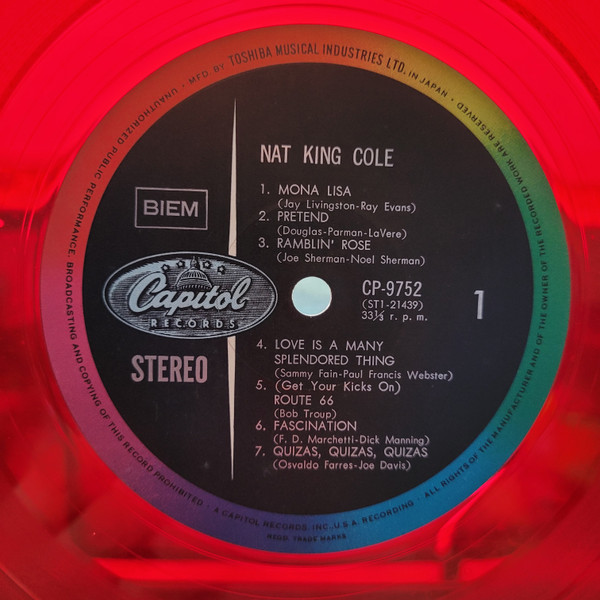 MFD BY TOSHIBA MUSICAL INDUSTRIES LTD. IN JAPAN · ALL RIGHTS OF THE MANUFACTURER AND OF THE OWNER OF THE RECORDED WORK ARE RESERVED ·
UNAUTHORIZED PUBLIC PERFORMANCE, BROADCASTING AND COPYING OF THIS RECORD PROHIBITED · A CAPITOL RECORDS, INC., U.S.A. RECORDING ·
REGD. TRADE MARKS
NAT KING COLE
1. MONA LISA
(Jay Livingston-Ray Evans)
2. PRETEND
(Douglas-Parman-LaVere)
3. RAMBLIN' ROSE
(Joe Sherman-Noel Sherman)
BIEM
Capitol
RECORDS
STEREO
CP-9752
(ST1-21439)
33⅓ r. p. m.
1
4. LOVE IS A MANY
SPLENDORED THING
(Sammy Fain-Paul Francis Webster)
5. (Get Your Kicks On)
ROUTE 66
(Bob Troup)
6. FASCINATION
(F. D. Marchetti-Dick Manning)
7. QUIZAS, QUIZAS, QUIZAS
(Osvaldo Farres-Joe Davis)